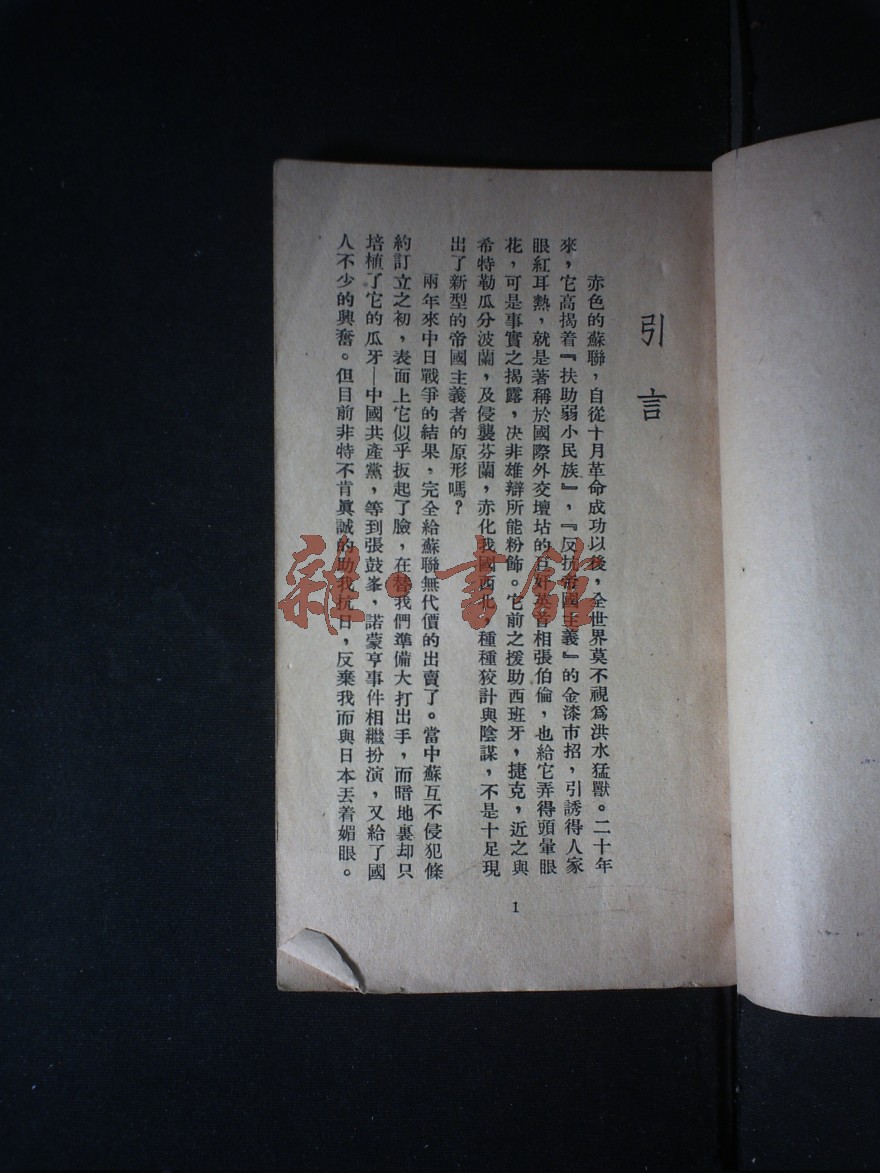 引言
赤色的蘇聯，自從十月革命成功以後，全世界莫不視爲洪水猛獸。二十年
來，它高揭着『扶助弱小民族』，『反抗帝國主義』的金漆市招，引誘得人家
眼紅耳熱，就是著稱於國際外交壇坫的巨奸英首相張伯倫，也給它弄得頭暈眼
花，可是事實之揭露，决非雄辯所能粉飾。它前之援助西班牙，捷克，近之與
希特勒瓜分波蘭，及侵襲芬蘭，赤化我國西北，種種狡計與陰謀，不是十足現
出了新型的帝國主義者的原形嗎？
兩年來中日戰爭的結果，完全給蘇聯無代價的出賣了。當中蘇互不侵犯條
約訂立之初，表面上它似乎扳起了臉，在替我們準備大打出手，而暗地裏却只
培植了它的瓜牙—中國共產黨，等到張鼓峯，諾蒙亨事件相繼扮演，又給了國
人不少的興奮。但目前非特不肯眞誠的助我抗日，反棄我而與日本丟着媚眼。
1
雜·書館